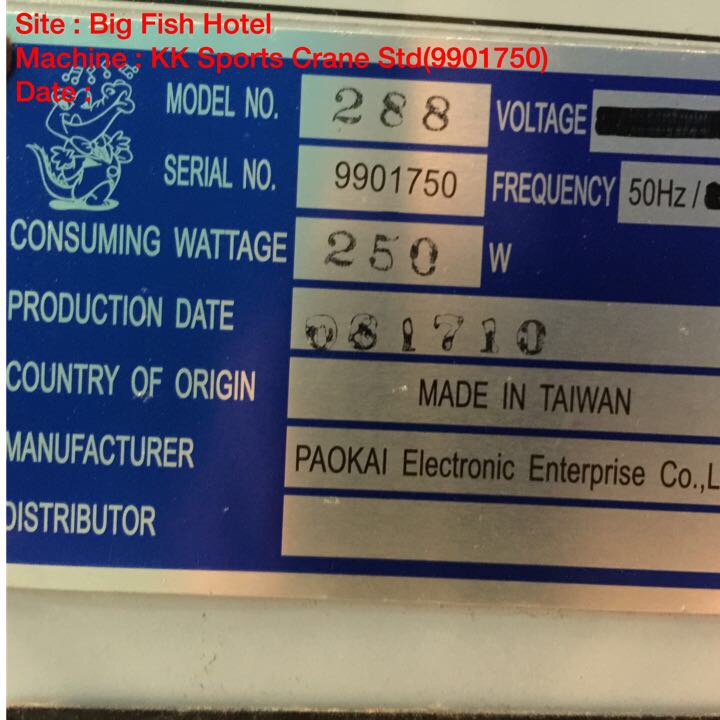 Site : Big Fish Hotel
Machine : KK Sports Crane Std(9901750)
Date :
MODEL NO. 288 VOLTAGE
SERIAL NO. 9901750 FREQUENCY 50Hz /
CONSUMING WATTAGE 250 W
PRODUCTION DATE 081710
COUNTRY OF ORIGIN MADE IN TAIWAN
MANUFACTURER PAOKAI Electronic Enterprise Co.,L
DISTRIBUTOR